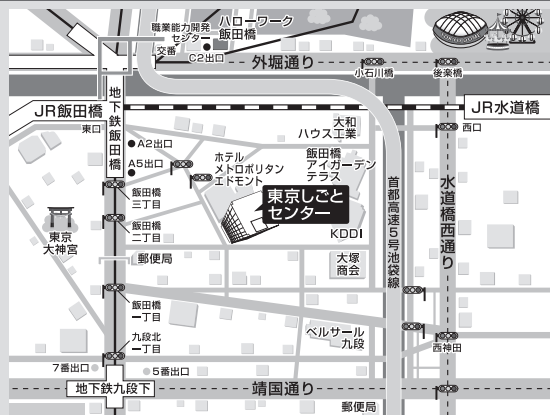 職業能力開発
センター
ハローワーク
飯田橋
交番
C2出口
外堀通り
小石川橋
後楽橋
JR飯田橋
JR水道橋
東口
西口
地下鉄飯田橋
A2出口
A5出口
大和
ハウス工業
ホテル
メトロポリタン
エドモント
飯田橋
アイガーデン
テラス
東京しごと
センター
飯田橋
三丁目
飯田橋
二丁目
東京
大神宮
KDDI
首都高速5号池袋線
水道橋西通り
郵便局
大塚
商会
飯田橋
一丁目
九段北
一丁目
ベルサール
九段
西神田
7番出口
5番出口
地下鉄九段下
靖国通り
郵便局